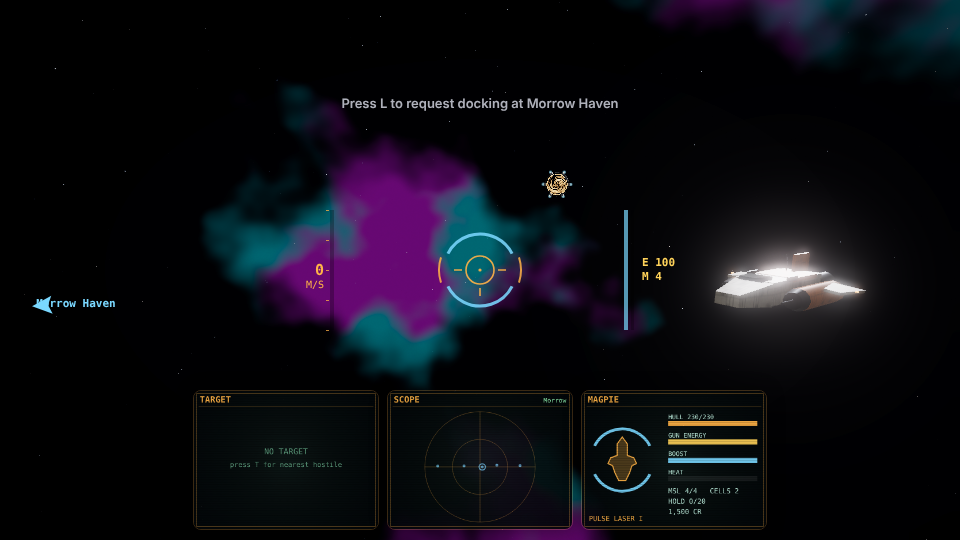 Press L to request docking at Morrow Haven
0
M/S
E 100
M 4
Morrow Haven
TARGET
NO TARGET
press T for nearest hostile
SCOPE
Morrow
MAGPIE
HULL 230/230
GUN ENERGY
BOOST
HEAT
MSL 4/4 CELLS 2
HOLD 0/20
1,500 CR
PULSE LASER I